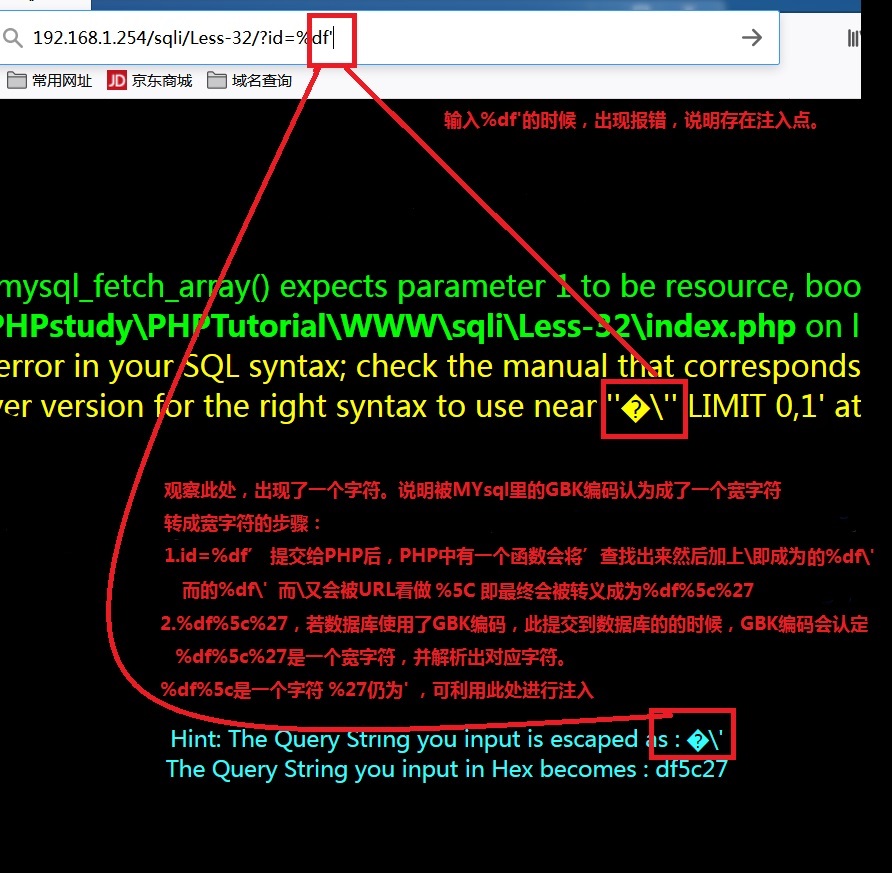 192.168.1.254/sqli/Less-32/?id=%df'
常用网址 JD 京东商城 域名查询
输入%df'的时候，出现报错，说明存在注入点。
mysql_fetch_array() expects parameter 1 to be resource, boo
PHPstudy\PHPTutorial\WWW\sqli\Less-32\index.php on l
error in your SQL syntax; check the manual that corresponds
ver version for the right syntax to use near ''�\'' LIMIT 0,1' at
观察此处，出现了一个字符。说明被MYsql里的GBK编码认为成了一个宽字符
转成宽字符的步骤：
1.id=%df’ 提交给PHP后，PHP中有一个函数会将’查找出来然后加上\即成为的%df\'
而的%df\' 而\又会被URL看做 %5C 即最终会被转义成为%df%5c%27
2.%df%5c%27，若数据库使用了GBK编码，此提交到数据库的的时候，GBK编码会认定
%df%5c%27是一个宽字符，并解析出对应字符。
%df%5c是一个字符 %27仍为' ，可利用此处进行注入
Hint: The Query String you input is escaped as : �\'
The Query String you input in Hex becomes : df5c27